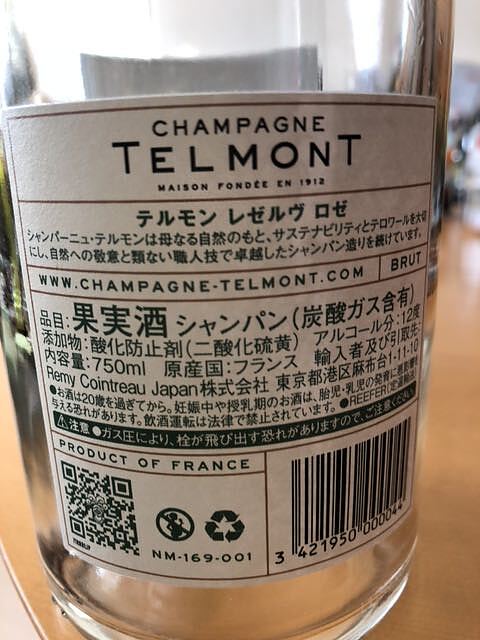 CHAMPAGNE
TELMONT
MAISON FONDÉE EN 1912
テルモン レゼルヴ ロゼ
シャンパーニュ・テルモンは母なる自然のもと、サステナビリティとテロワールを大切
にし、自然への敬意と類ない職人技で卓越したシャンパン造りを続けています。
WWW.CHAMPAGNE-TELMONT.COM BRUT
品目:果実酒 シャンパン(炭酸ガス含有)
添加物:酸化防止剤(二酸化硫黄) アルコール分:12度
内容量:750ml 原産国:フランス 輸入者及び引取先:
Remy Cointreau Japan株式会社 東京都港区麻布台1-11-10
●お酒は20歳を過ぎてから。妊娠中や授乳期のお酒は、胎児・乳児の発育に悪影響を
与える恐れがあります。飲酒運転は法律で禁止されています。●REEFER/定温輸送
注意 ●ガス圧により、栓が飛び出す恐れがありますので、ご注意ください
PRODUCT OF FRANCE
NM-169-001
3 421950 000044